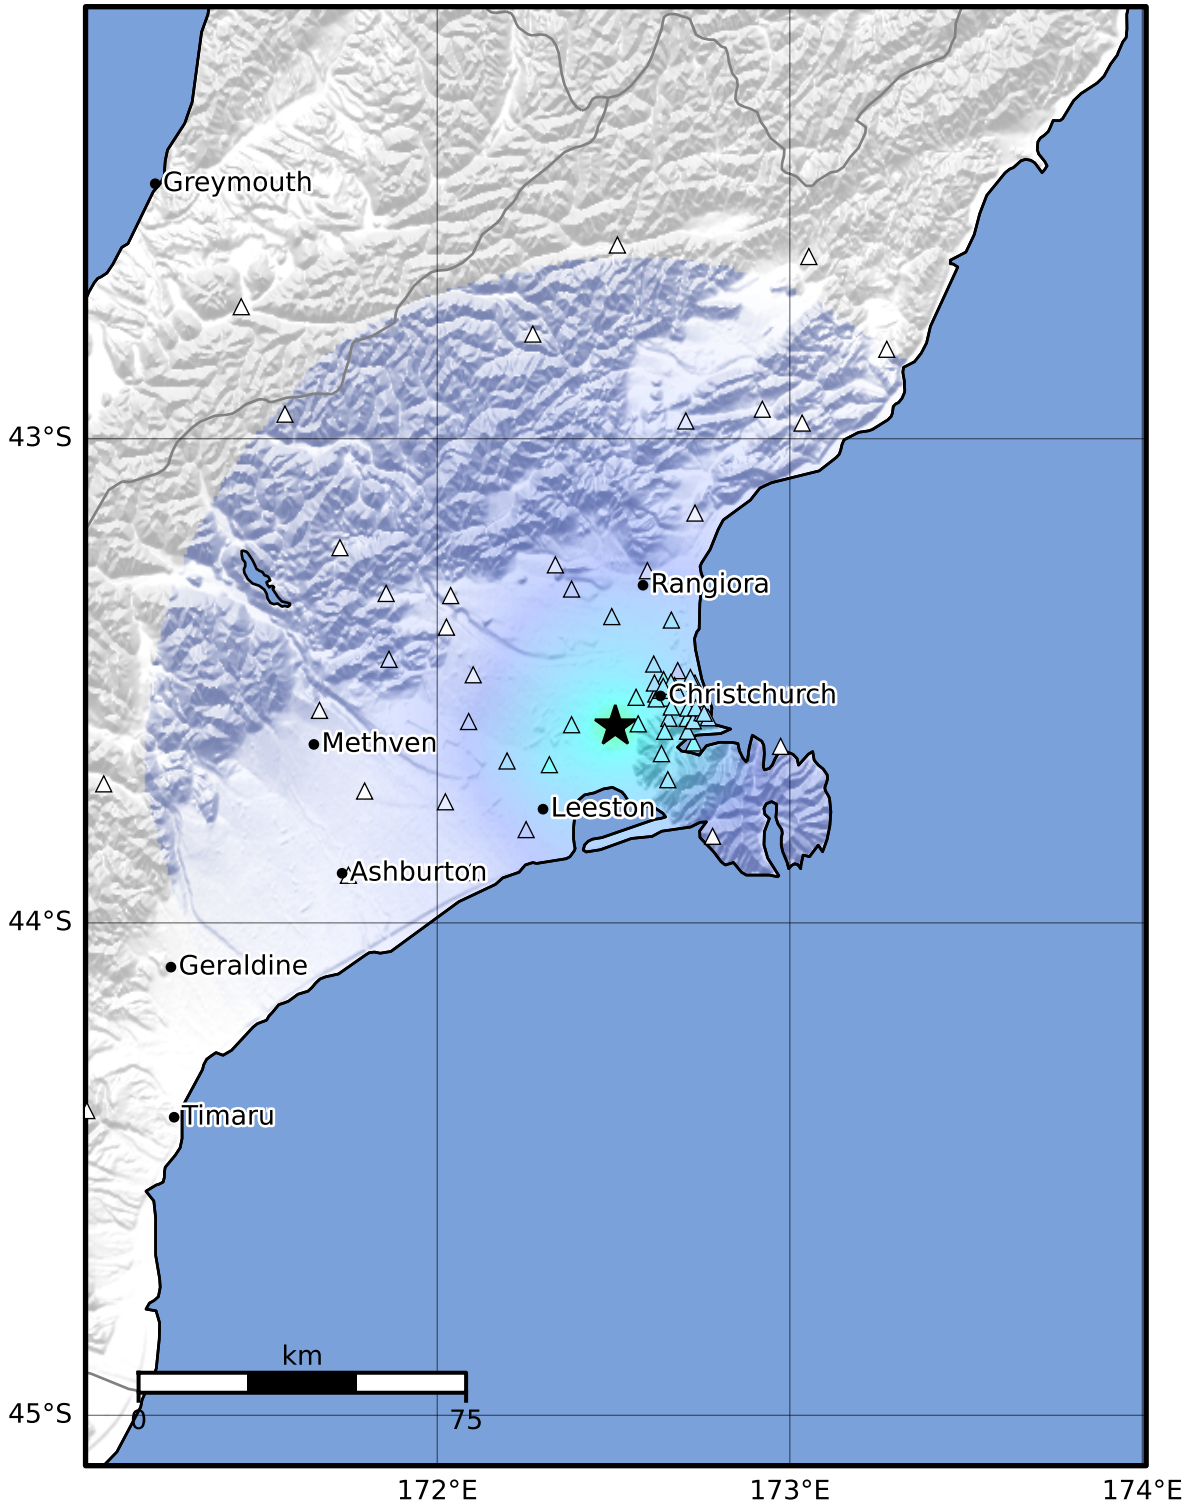 Greymouth
43°S
Rangiora
Christchurch
Methven
Leeston
Ashburton
44°S
Geraldine
Timaru
km
0
75
45°S
172°E
173°E
174°E